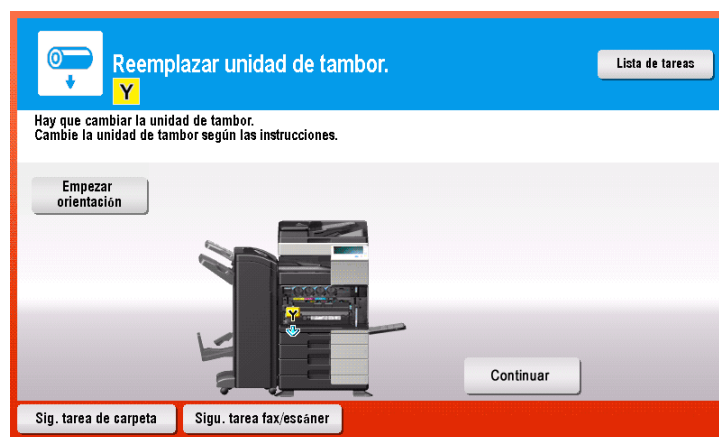 Reemplazar unidad de tambor.
Lista de tareas
Y
Hay que cambiar la unidad de tambor.
Cambie la unidad de tambor según las instrucciones.
Empezar
orientación
Y
Continuar
Sig. tarea de carpeta
Sigu. tarea fax/escáner